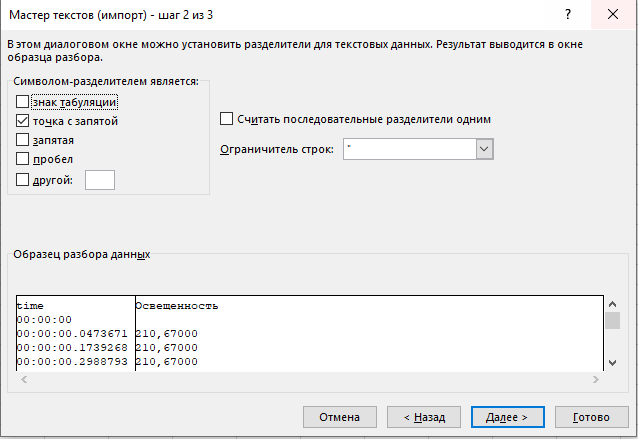 Мастер текстов (импорт) - шаг 2 из 3
?
В этом диалоговом окне можно установить разделители для текстовых данных. Результат выводится в окне
образца разбора.
Символом-разделителем является:
знак табуляции
точка с запятой
запятая
пробел
другой:
Считать последовательные разделители одним
Ограничитель строк: "
Образец разбора данных
time Освещенность
00:00:00
00:00:00.0473671 210,67000
00:00:00.1739268 210,67000
00:00:00.2988793 210,67000
Отмена < Назад Далее > Готово